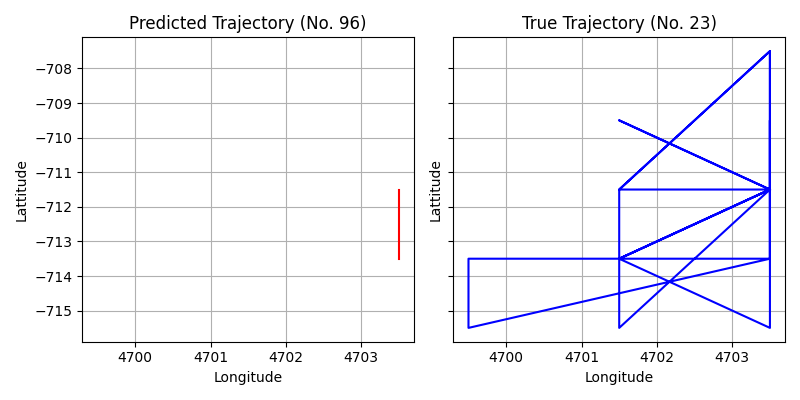 Predicted Trajectory (No. 96)
Lattitude
−708
−709
−710
−711
−712
−713
−714
−715
4700
4701
4702
4703
Longitude
True Trajectory (No. 23)
Lattitude
4700
4701
4702
4703
Longitude